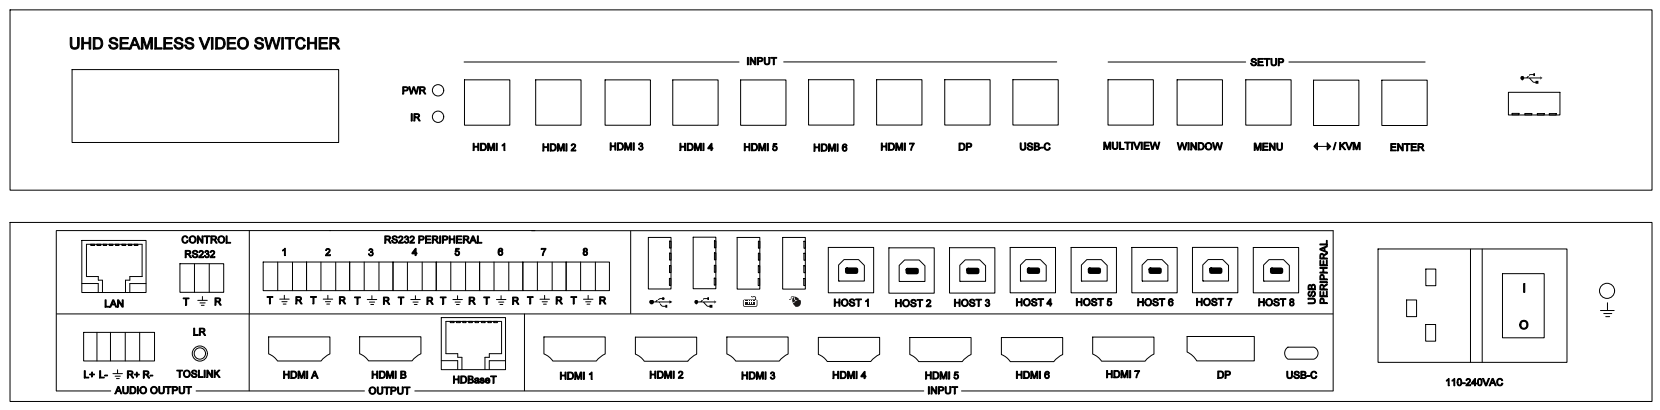 UHD SEAMLESS VIDEO SWITCHER
PWR
IR
INPUT
HDMI 1 HDMI 2 HDMI 3 HDMI 4 HDMI 5 HDMI 6 HDMI 7 DP USB-C
SETUP
MULTIVIEW WINDOW MENU ↔/ KVM ENTER
LAN
CONTROL
RS232
T ⏚ R
RS232 PERIPHERAL
1 2 3 4 5 6 7 8
T ⏚ R T ⏚ R T ⏚ R T ⏚ R T ⏚ R T ⏚ R T ⏚ R T ⏚ R
HOST 1 HOST 2 HOST 3 HOST 4 HOST 5 HOST 6 HOST 7 HOST 8
USB
PERIPHERAL
L+ L- ⏚ R+ R-
LR
TOSLINK
AUDIO OUTPUT
HDMI A HDMI B HDBaseT
OUTPUT
HDMI 1 HDMI 2 HDMI 3 HDMI 4 HDMI 5 HDMI 6 HDMI 7 DP USB-C
INPUT
I
O
110-240VAC